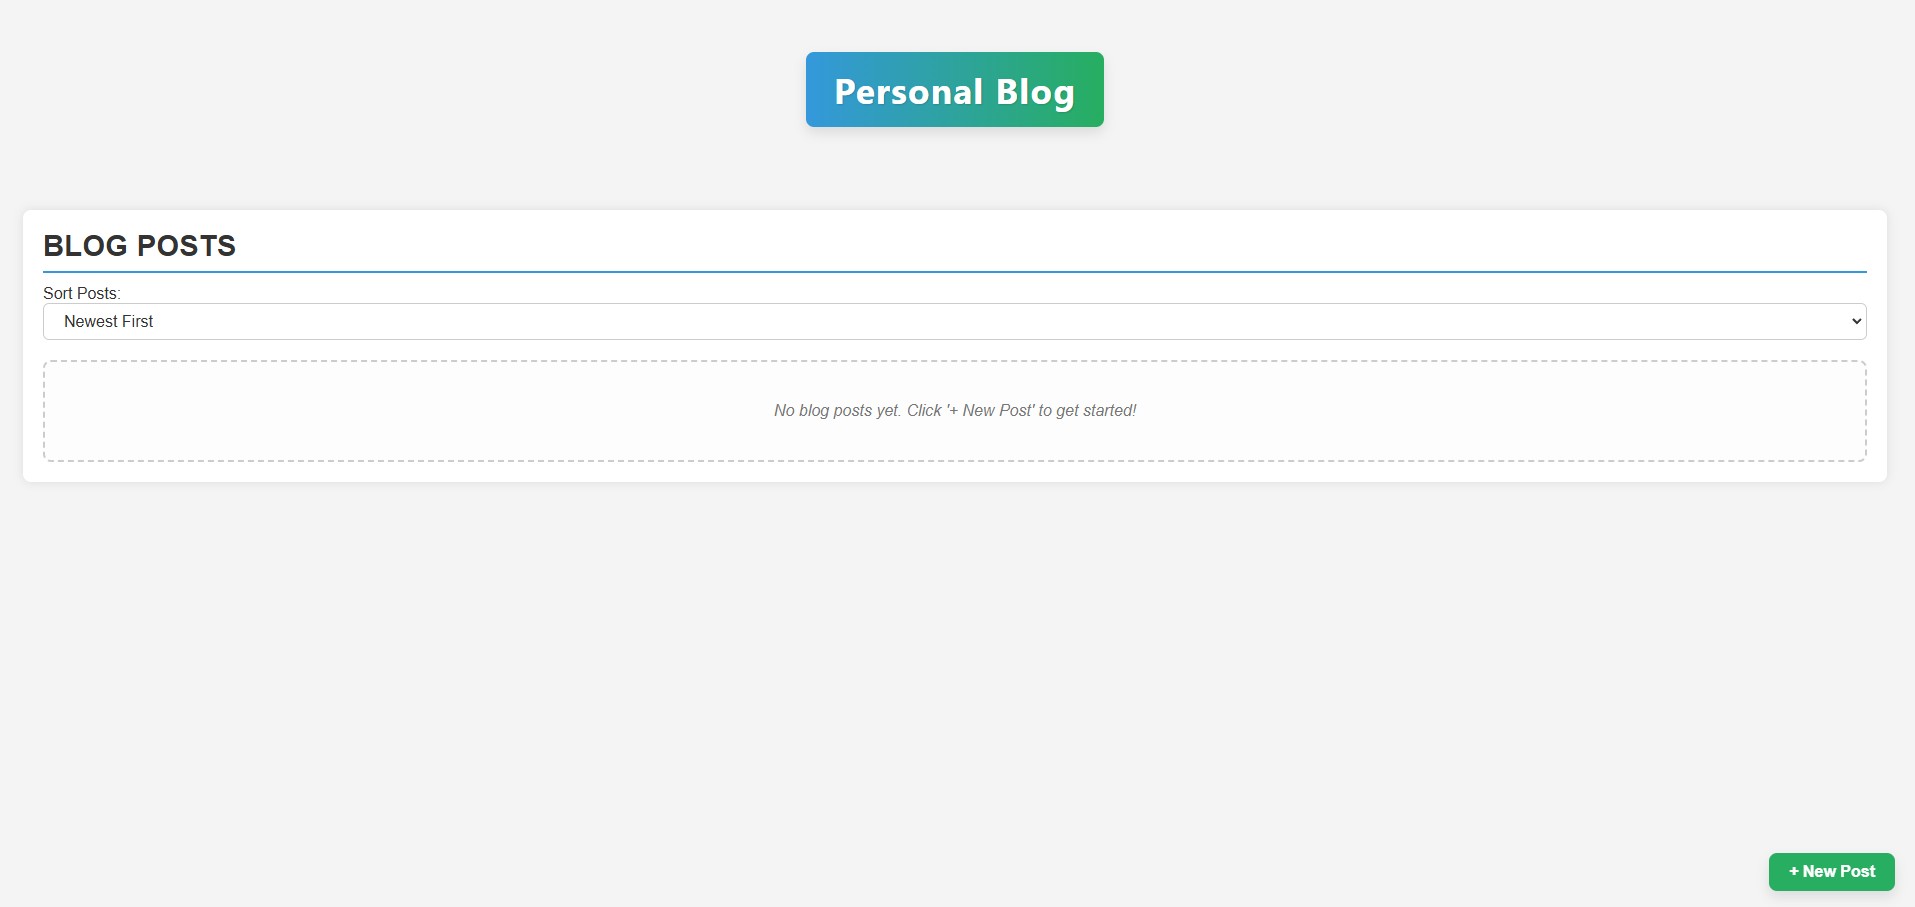 Personal Blog
BLOG POSTS
Sort Posts:
Newest First
No blog posts yet. Click '+ New Post' to get started!
+ New Post